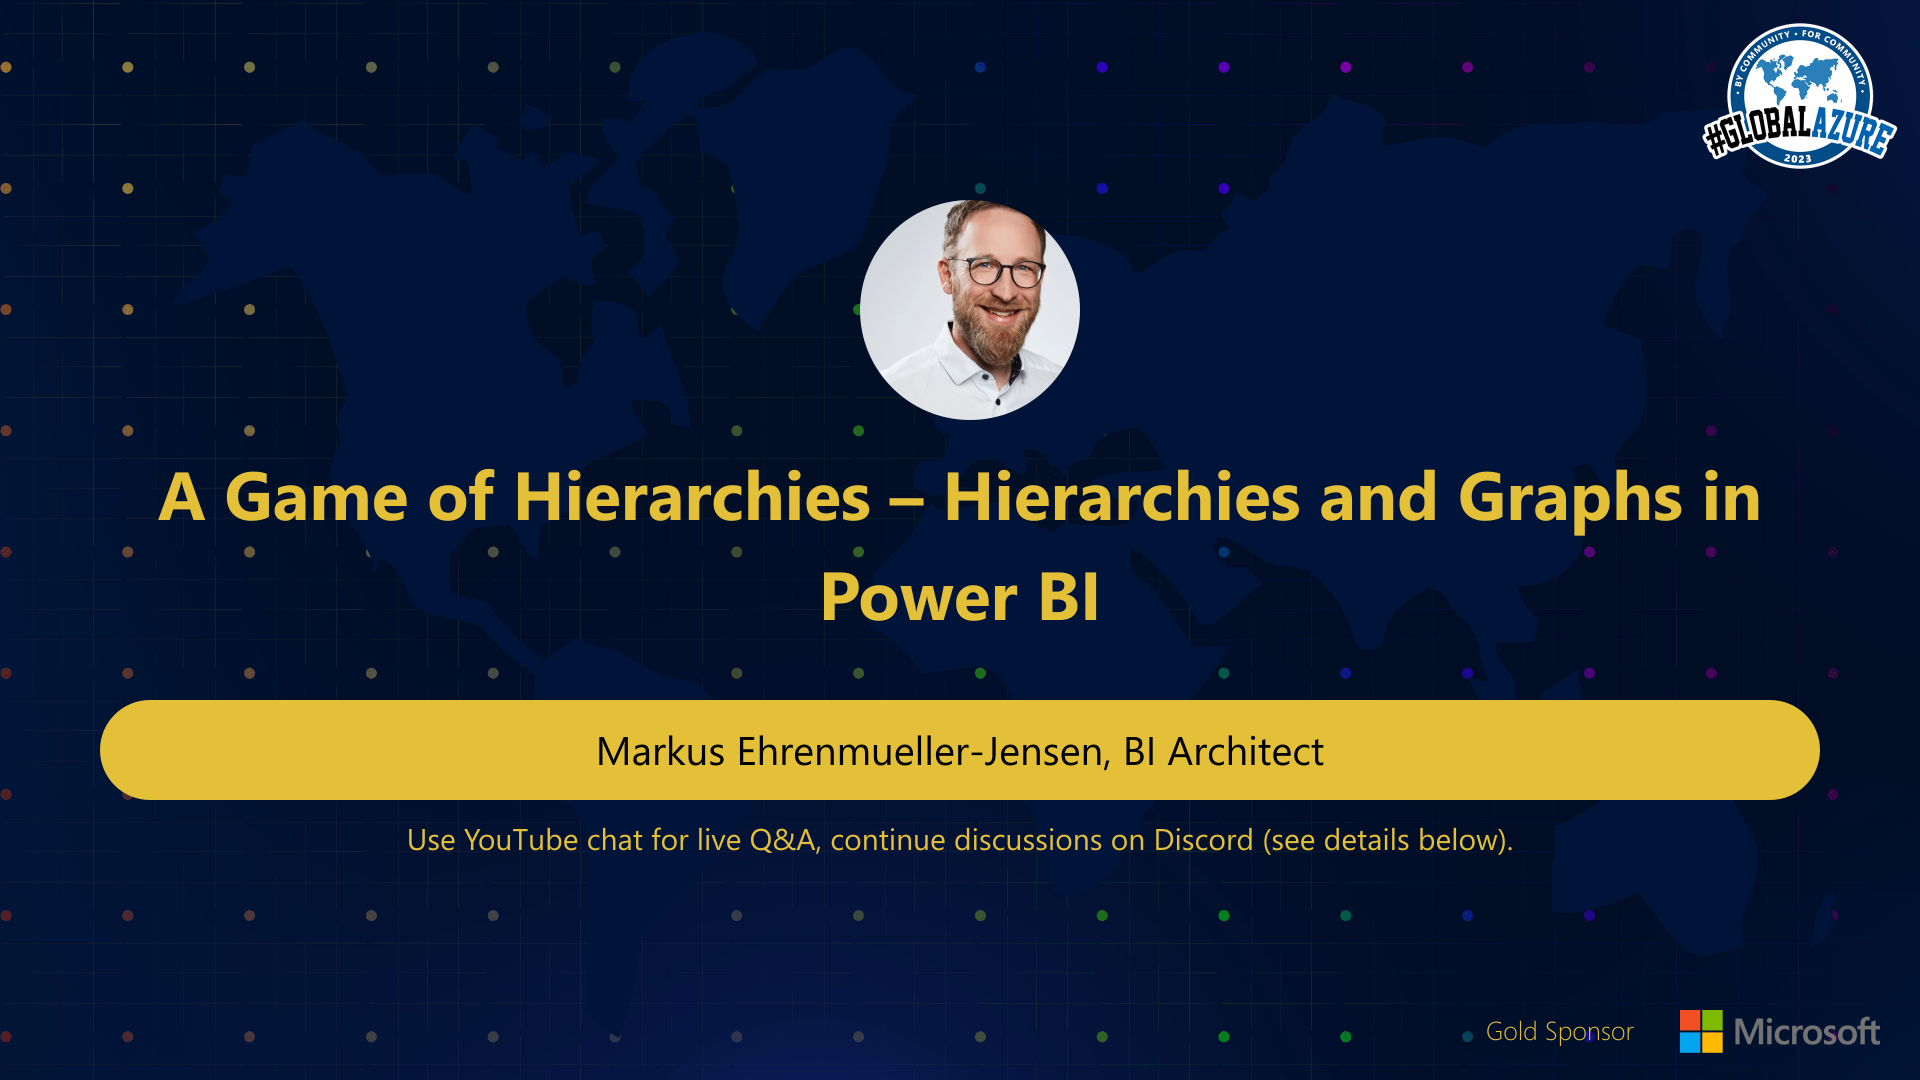 • BY COMMUNITY • FOR COMMUNITY •
#GLOBALAZURE
2023
A Game of Hierarchies – Hierarchies and Graphs in
Power BI
Markus Ehrenmueller-Jensen, BI Architect
Use YouTube chat for live Q&A, continue discussions on Discord (see details below).
Gold Sponsor
Microsoft